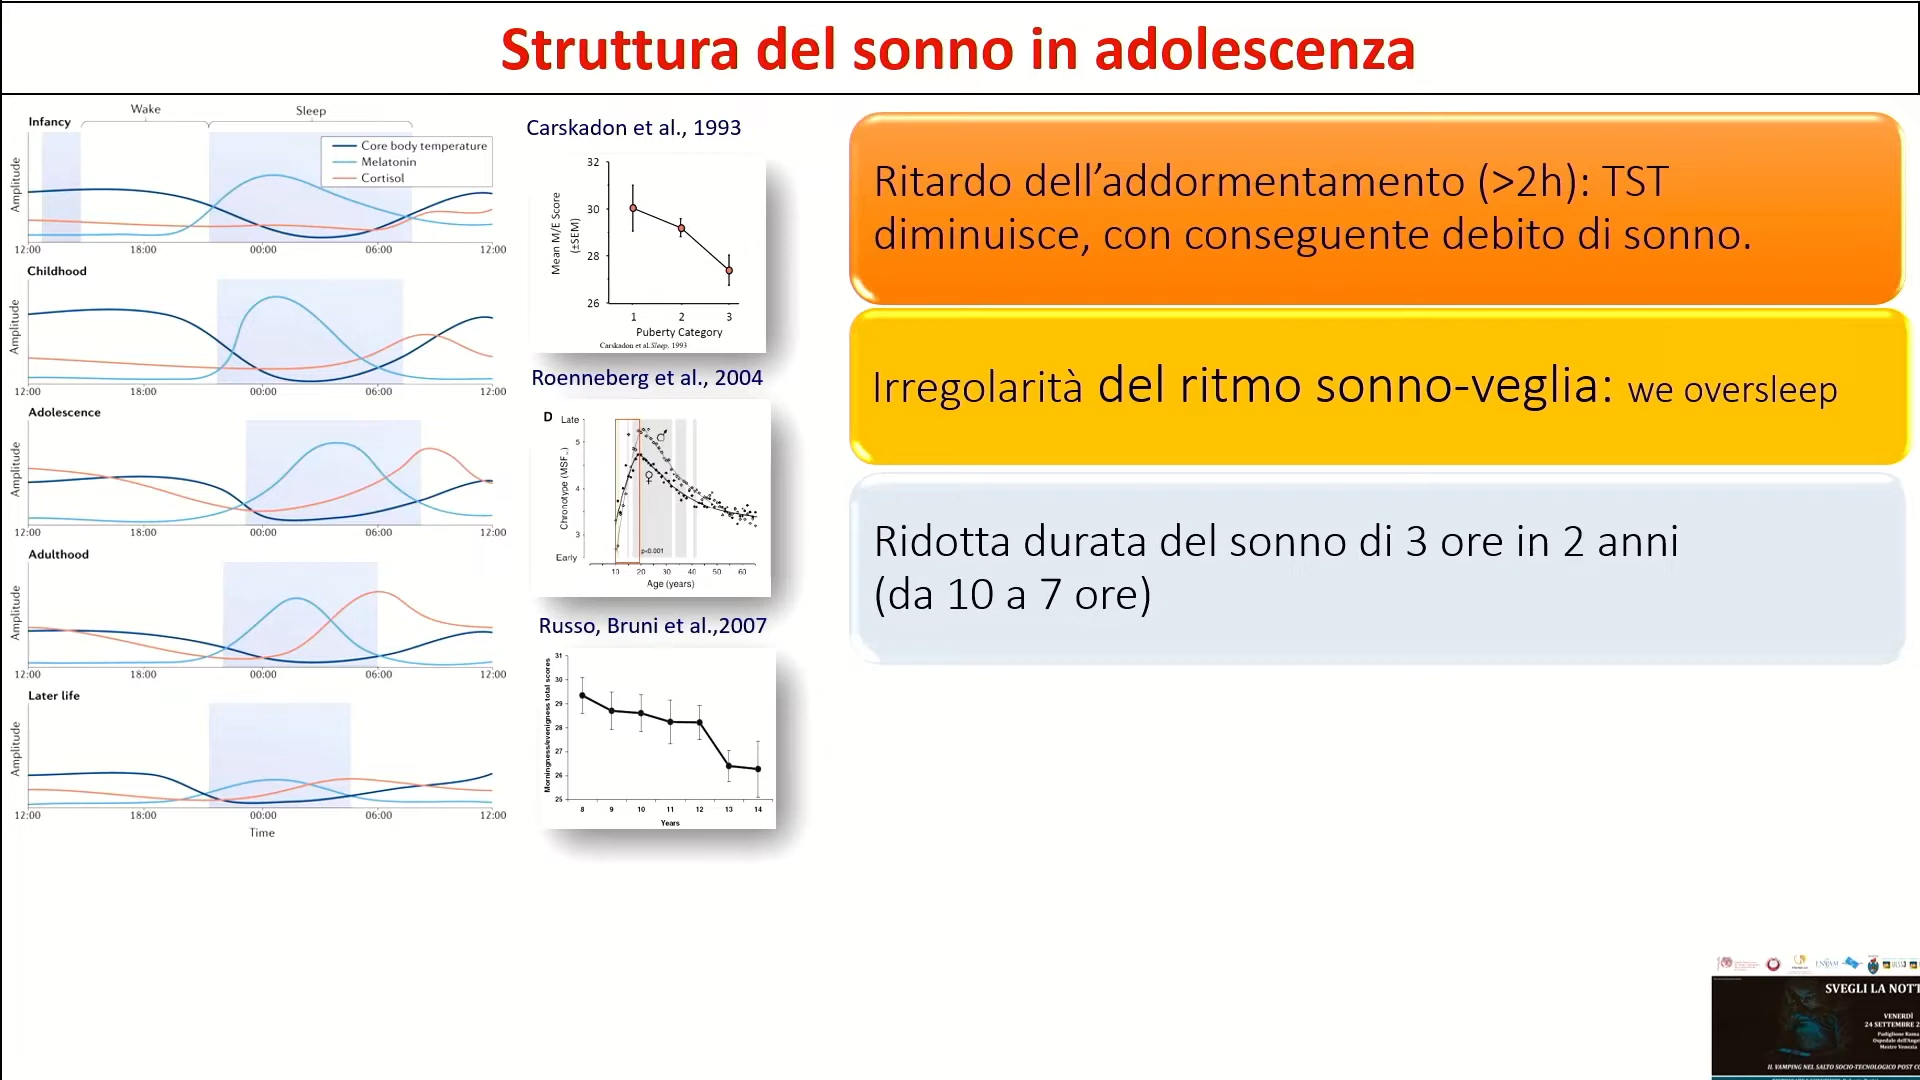 Struttura del sonno in adolescenza
Wake
Sleep
Infancy
Core body temperature
Melatonin
Cortisol
Amplitude
12:00 18:00 00:00 06:00 12:00
Childhood
Amplitude
12:00 18:00 00:00 06:00 12:00
Adolescence
Amplitude
12:00 18:00 00:00 06:00 12:00
Adulthood
Amplitude
12:00 18:00 00:00 06:00 12:00
Later life
Amplitude
12:00 18:00 00:00 06:00 12:00
Time
Carskadon et al., 1993
Mean M/E Score
(±SEM)
32
30
28
26
1 2 3
Puberty Category
Carskadon et al. Sleep, 1993
Roenneberg et al., 2004
D
Late
5
4
3
Early
♂
♀
p<0.001
10 20 30 40 50 60
Age (years)
Russo, Bruni et al.,2007
31
30
29
28
27
26
25
8 9 10 11 12 13 14
Years
Ritardo dell’addormentamento (>2h): TST
diminuisce, con conseguente debito di sonno.
Irregolarità del ritmo sonno-veglia: we oversleep
Ridotta durata del sonno di 3 ore in 2 anni
(da 10 a 7 ore)
SVEGLI LA NOTT
VENERDÌ
24 SETTEMBRE 2
Padiglione Rama
Ospedale dell'Ange
Mestre Venezia
IL VAMPING NEL SALTO SOCIO-TECNOLOGICO POST CO